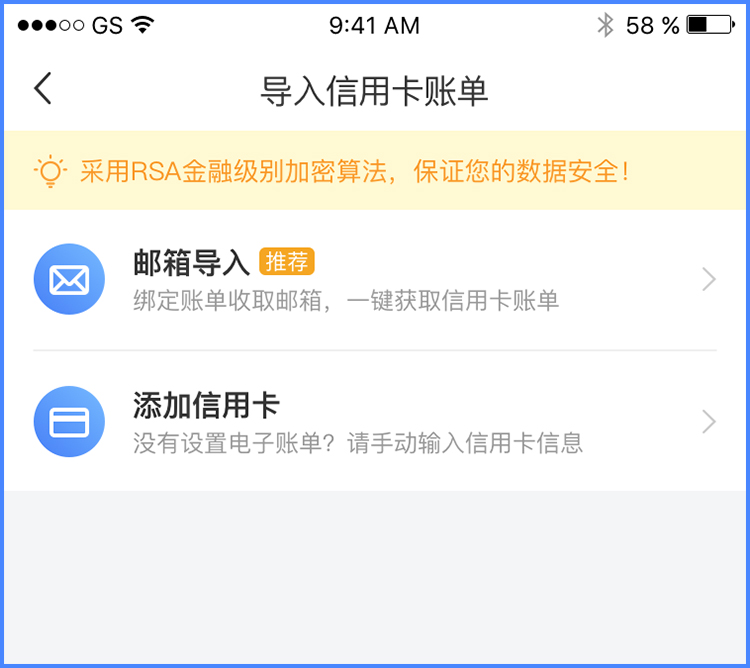 GS 9:41 AM 58 %
导入信用卡账单
采用RSA金融级别加密算法，保证您的数据安全！
邮箱导入 推荐
绑定账单收取邮箱，一键获取信用卡账单
添加信用卡
没有设置电子账单？请手动输入信用卡信息